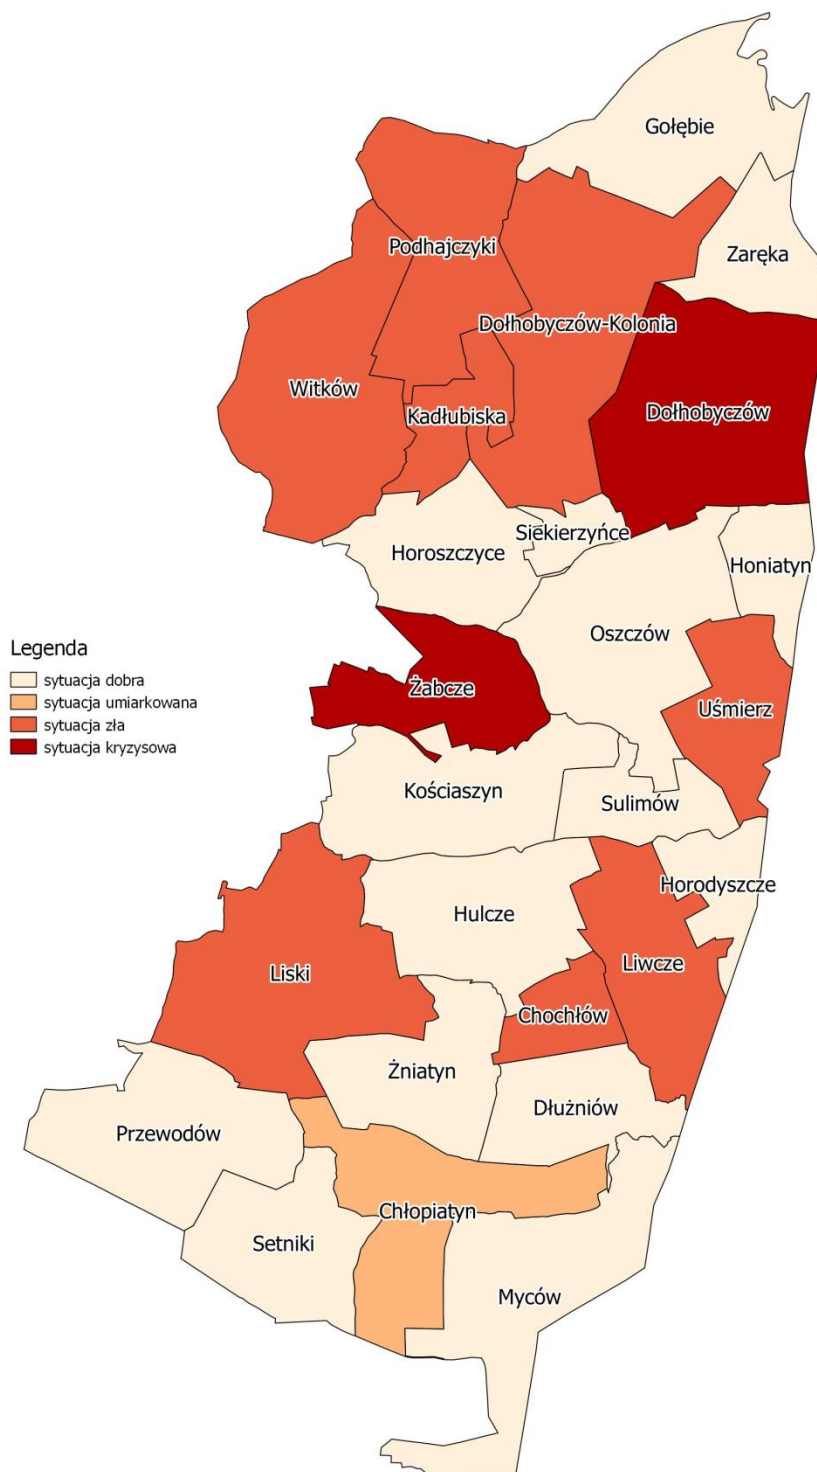 Gołębie
Podhajczyki
Zaręka
Dołhobyczów-Kolonia
Witków
Kadłubiska
Dołhobyczów
Siekierzyńce
Horoszczyce
Honiatyn
Oszczów
Legenda
sytuacja dobra
sytuacja umiarkowana
sytuacja zła
sytuacja kryzysowa
Żabcze
Uśmierz
Kościaszyn
Sulimów
Horodyszcze
Hulcze
Liwcze
Liski
Chochłów
Żniatyn
Dłużniów
Przewodów
Chłopiatyn
Setniki
Myców